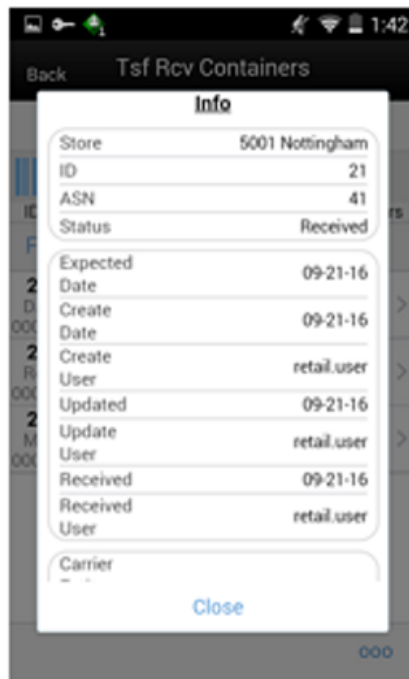 1:42
Back Tsf Rcv Containers
Info
Store 5001 Nottingham
ID 21
ASN 41
Status Received
Expected
Date 09-21-16
Create
Date 09-21-16
Create
User retail.user
Updated 09-21-16
Update
User retail.user
Received 09-21-16
Received
User retail.user
Carrier
Close